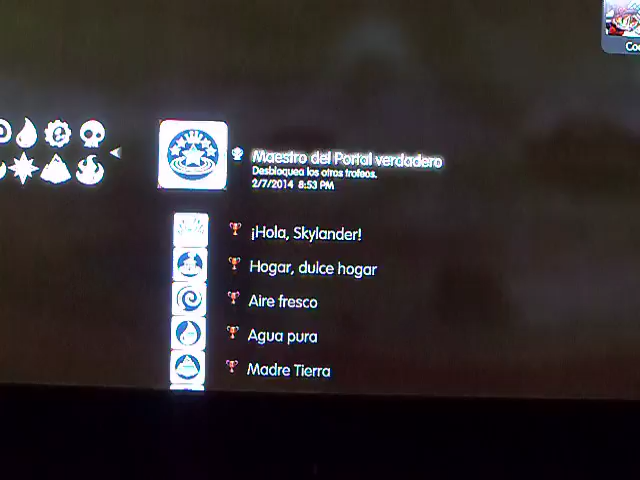 Co
Maestro del Portal verdadero
Desbloquea los otros trofeos.
2/7/2014 8:53 PM
¡Hola, Skylander!
Hogar, dulce hogar
Aire fresco
Agua pura
Madre Tierra